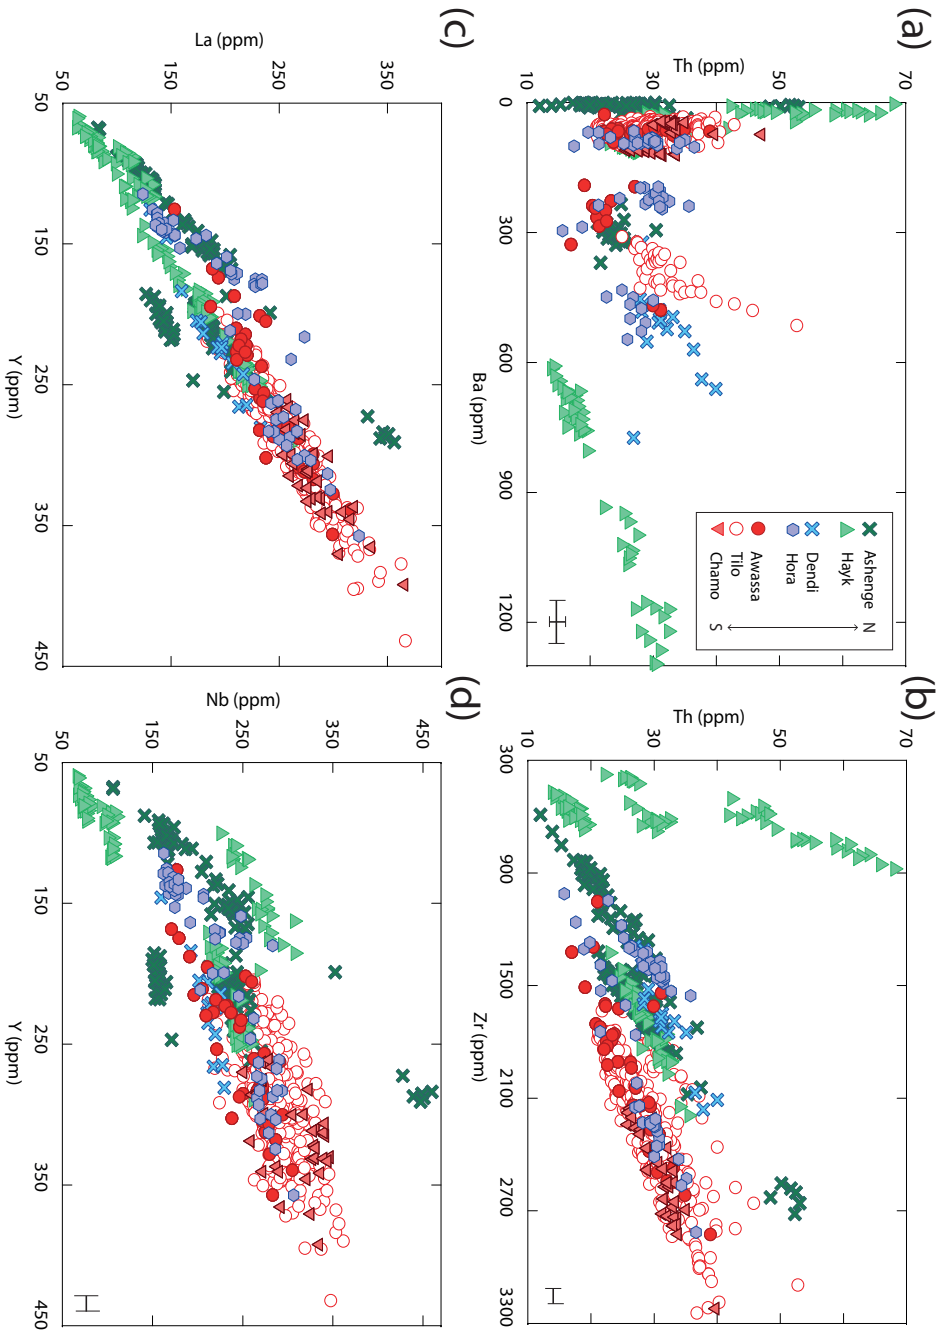 (a)
Th (ppm)
10
30
50
70
0
300
600
900
1200
Ba (ppm)
Ashenge
Hayk
Dendi
Hora
Awassa
Tilo
Chamo
N
S
(b)
Th (ppm)
10
30
50
70
300
900
1500
2100
2700
3300
Zr (ppm)
(c)
La (ppm)
50
150
250
350
50
150
250
350
450
Y (ppm)
(d)
Nb (ppm)
50
150
250
350
450
50
150
250
350
450
Y (ppm)